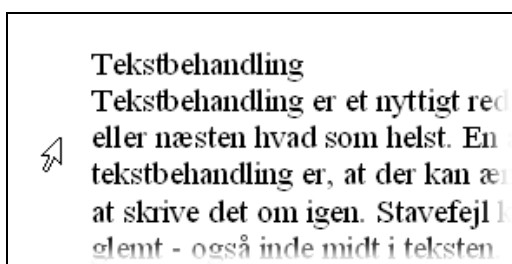 Tekstbehandling
Tekstbehandling er et nyttigt red
eller næsten hvad som helst. En
tekstbehandling er, at der kan æ
at skrive det om igen. Stavefejl k
glemt - også inde midt i teksten.